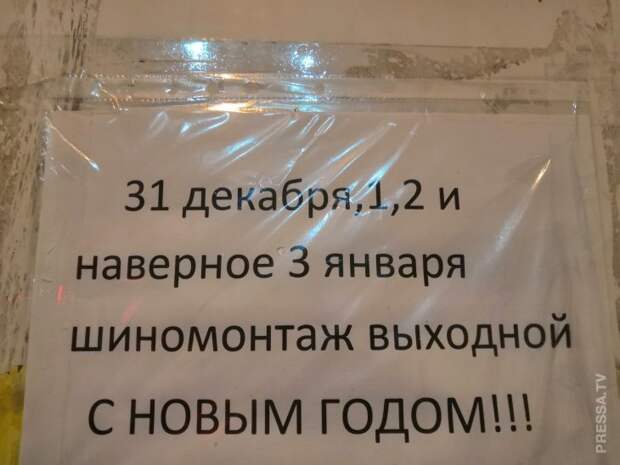 31 декабря,1,2 и
наверное 3 января
шиномонтаж выходной
С НОВЫМ ГОДОМ!!!
PRESSA.TV